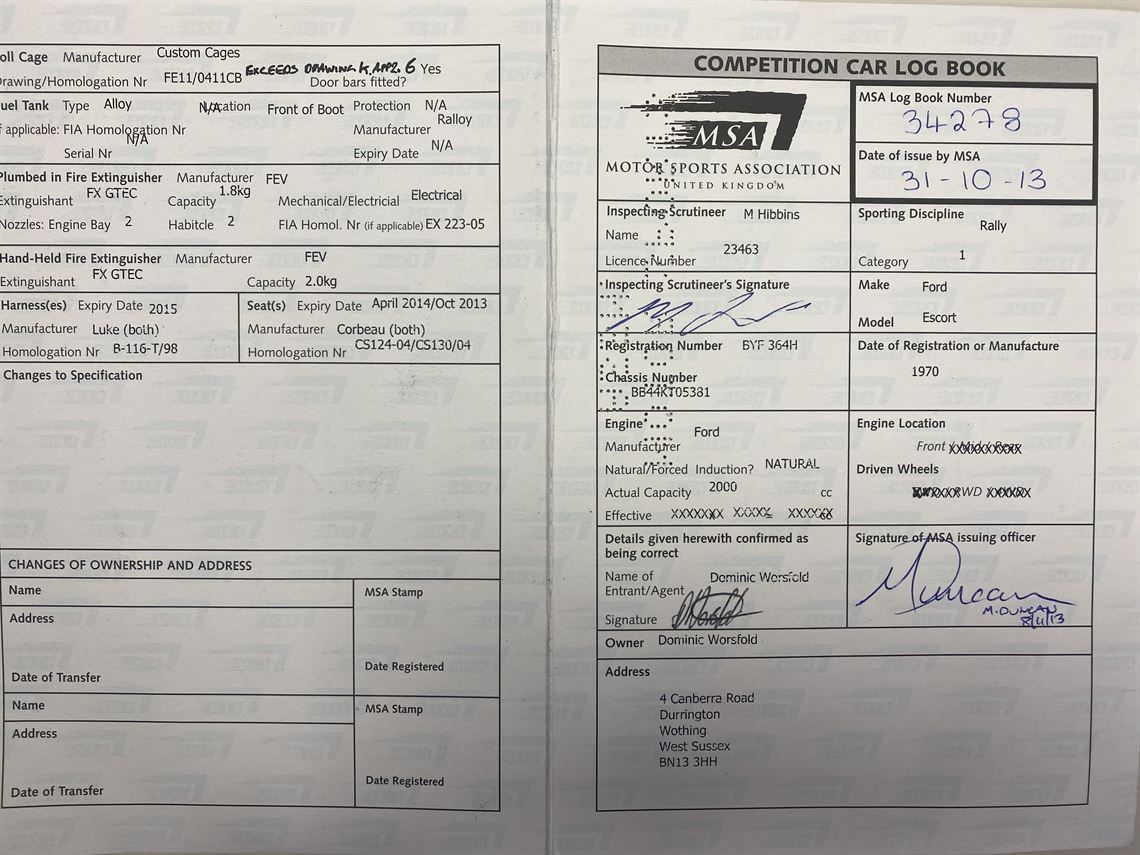 oll Cage Manufacturer Custom Cages
rawing/Homologation Nr FE11/0411CB EXCEEDS DRAWING K, APP2. 6 Door bars fitted? Yes
uel Tank Type Alloy Location N/A Front of Boot Protection N/A
f applicable: FIA Homologation Nr N/A Manufacturer Ralloy
Serial Nr Expiry Date N/A
Plumbed in Fire Extinguisher Manufacturer FEV
Extinguishant FX GTEC Capacity 1.8kg Mechanical/Electricial Electrical
Nozzles: Engine Bay 2 Habitcle 2 FIA Homol. Nr (if applicable) EX 223-05
Hand-Held Fire Extinguisher Manufacturer FEV
Extinguishant FX GTEC Capacity 2.0kg
Harness(es) Expiry Date 2015
Manufacturer Luke (both)
Homologation Nr B-116-T/98
Seat(s) Expiry Date April 2014/Oct 2013
Manufacturer Corbeau (both)
Homologation Nr CS124-04/CS130/04
Changes to Specification
CHANGES OF OWNERSHIP AND ADDRESS
Name
Address
Date of Transfer
MSA Stamp
Date Registered
Name
Address
Date of Transfer
MSA Stamp
Date Registered
COMPETITION CAR LOG BOOK
MSA
MOTOR SPORTS ASSOCIATION
UNITED KINGDOM
MSA Log Book Number
34278
Date of issue by MSA
31-10-13
Inspecting Scrutineer M Hibbins
Name
Licence Number 23463
Sporting Discipline
Rally
Category 1
Inspecting Scrutineer's Signature
Make Ford
Model Escort
Registration Number BYF 364H
Chassis Number
BB44KT05381
Date of Registration or Manufacture
1970
Engine
Manufacturer Ford
Natural/Forced Induction? NATURAL
Actual Capacity 2000 cc
Effective XXXXXXX XXXXX XXXXXX cc
Engine Location
Front
Driven Wheels
RWD
Details given herewith confirmed as
being correct
Name of
Entrant/Agent Dominic Worsfold
Signature
Signature of MSA issuing officer
M Duncan
M. DUNCAN
8/11/13
Owner Dominic Worsfold
Address
4 Canberra Road
Durrington
Wothing
West Sussex
BN13 3HH